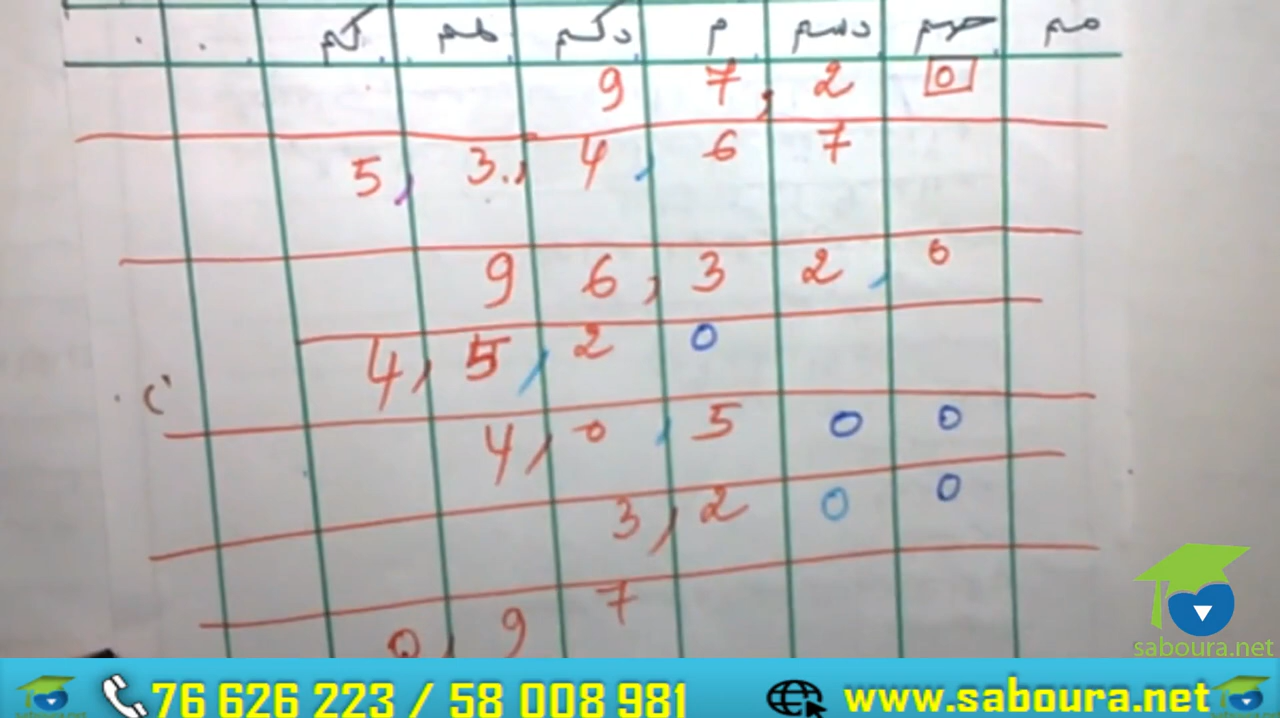 كم هم دكم م دسم صم مم
9 7 , 2 0
5 , 3 , 4 , 6 7
9 6 , 3 2 , 0
4 , 5 , 2 0
4 , 0 , 5 0 0
3 , 2 0 0
0 , 9 7
saboura.net
76 626 223 / 58 008 981
www.saboura.net